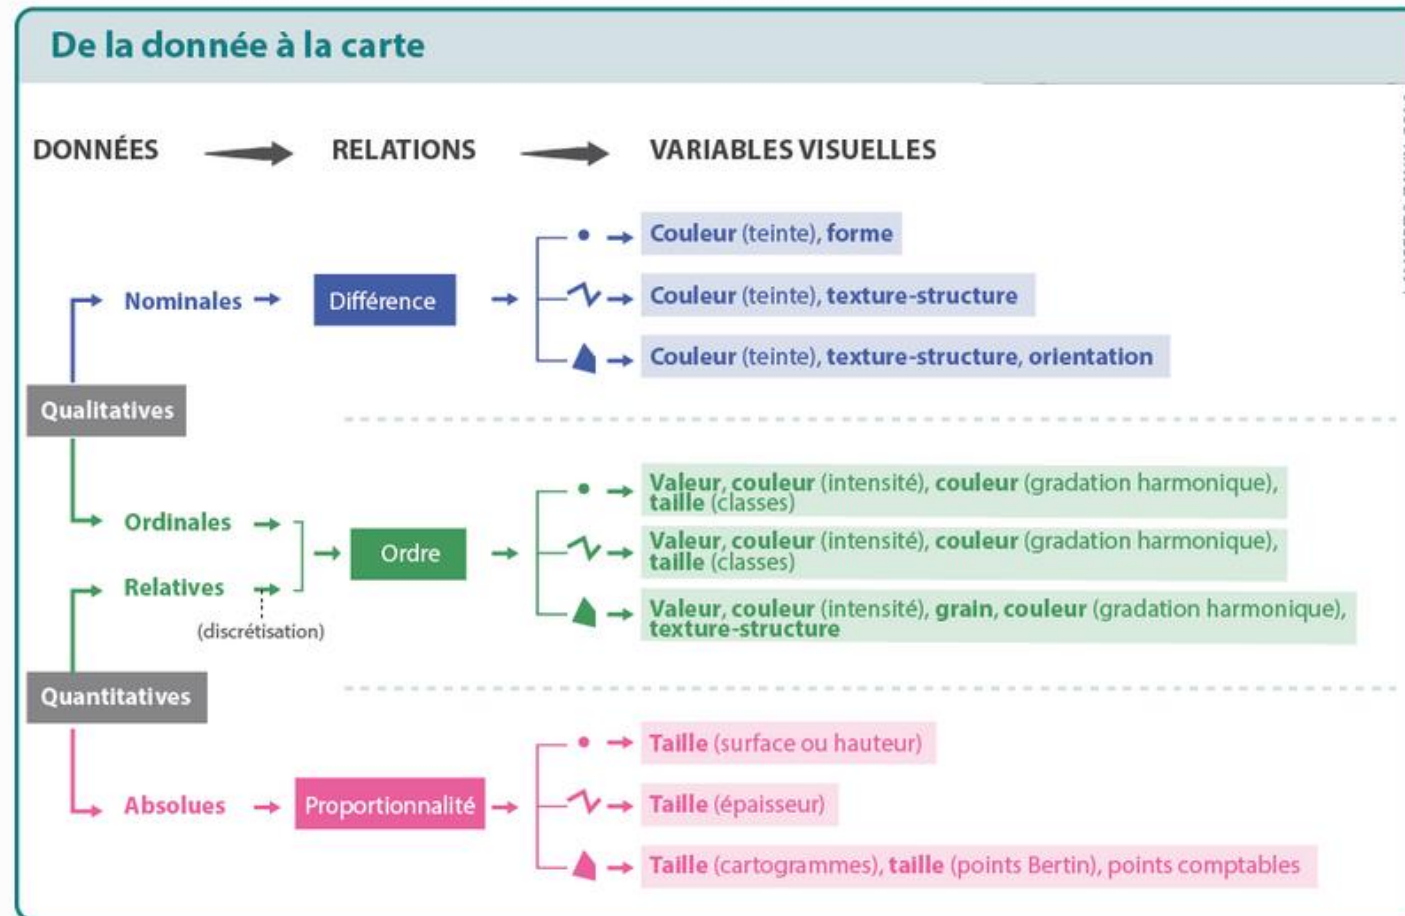 De la donnée à la carte
DONNÉES
RELATIONS
VARIABLES VISUELLES
Couleur (teinte), forme
Nominales
Différence
Couleur (teinte), texture-structure
Couleur (teinte), texture-structure, orientation
Qualitatives
Valeur, couleur (intensité), couleur (gradation harmonique),
taille (classes)
Ordinales
Ordre
Valeur, couleur (intensité), couleur (gradation harmonique),
taille (classes)
Relatives
(discrétisation)
Valeur, couleur (intensité), grain, couleur (gradation harmonique),
texture-structure
Quantitatives
Taille (surface ou hauteur)
Absolues
Proportionnalité
Taille (épaisseur)
Taille (cartogrammes), taille (points Bertin), points comptables